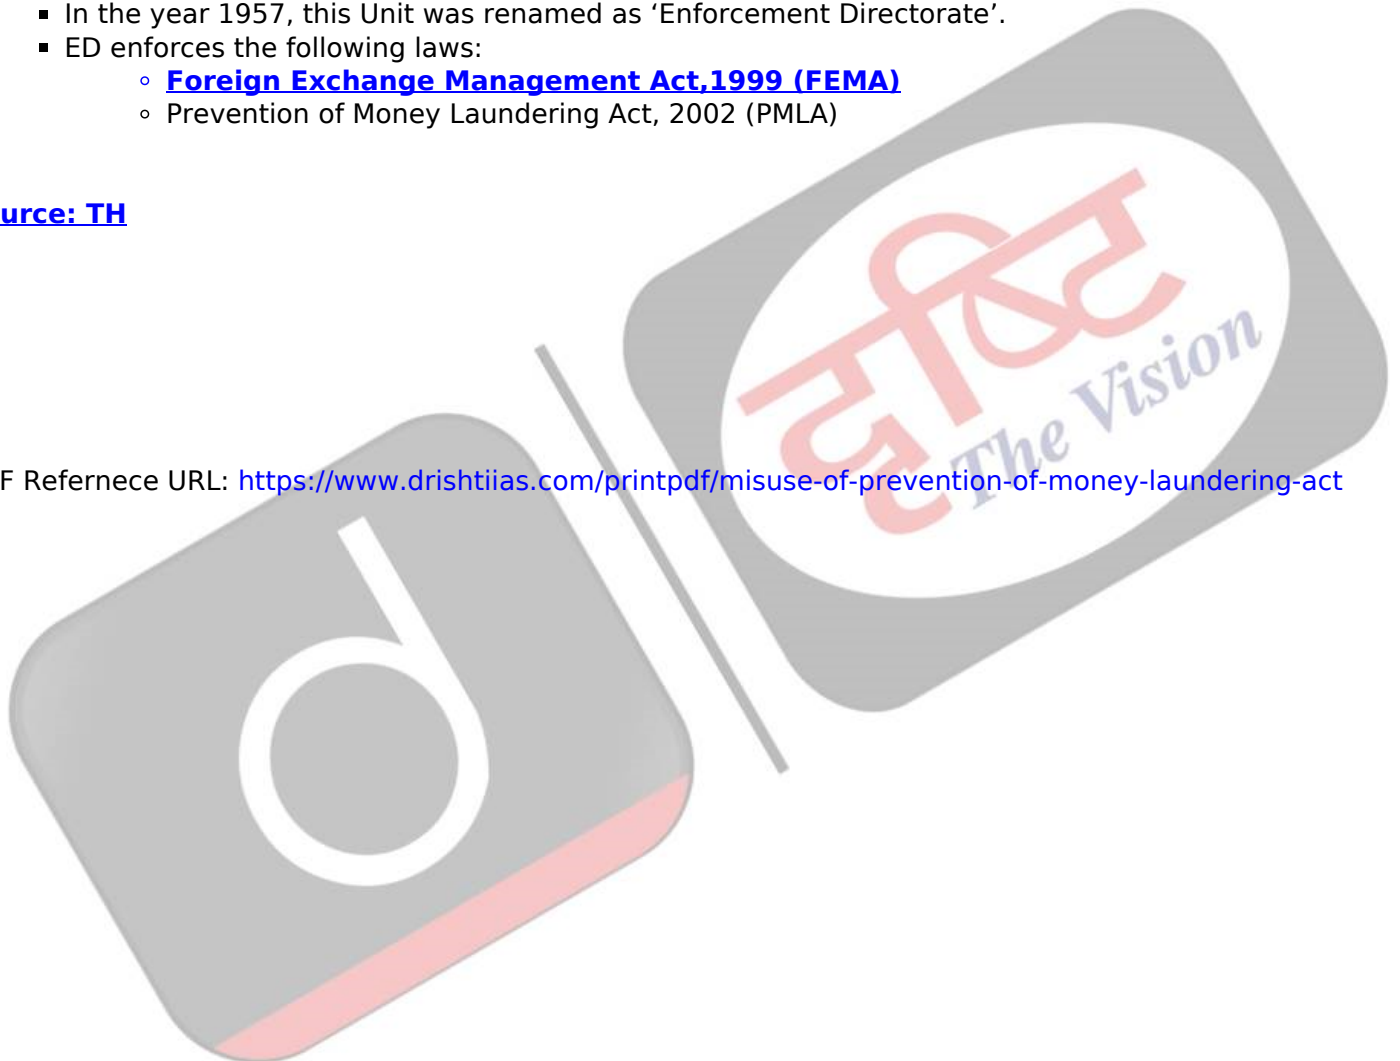 ▪ In the year 1957, this Unit was renamed as ‘Enforcement Directorate’.
▪ ED enforces the following laws:
◦ Foreign Exchange Management Act,1999 (FEMA)
◦ Prevention of Money Laundering Act, 2002 (PMLA)
urce: TH
दृष्टि
The Vision
F Refernece URL: https://www.drishtiias.com/printpdf/misuse-of-prevention-of-money-laundering-act
d